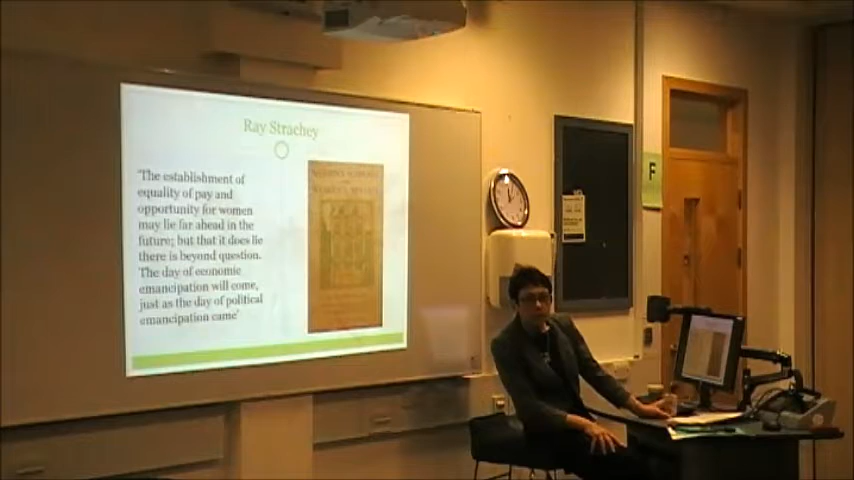 Ray Strachey
'The establishment of
equality of pay and
opportunity for women
may lie far ahead in the
future; but that it does lie
there is beyond question.
The day of economic
emancipation will come,
just as the day of political
emancipation came'
F